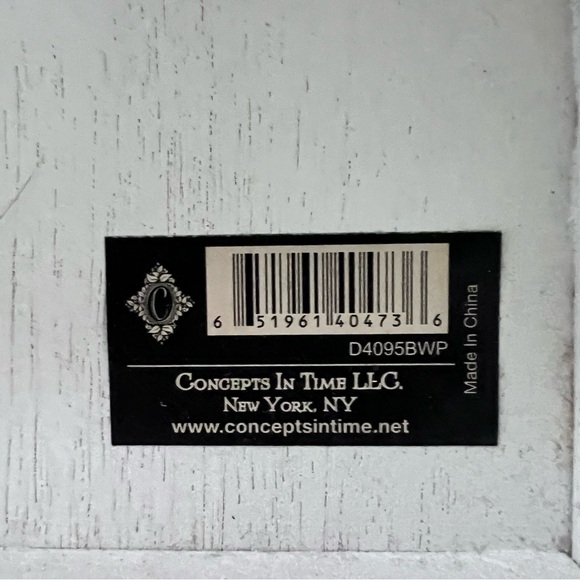 C
6 51961 40473 6
D4095BWP
Made In China
Concepts In Time LLC.
New York, NY
www.conceptsintime.net